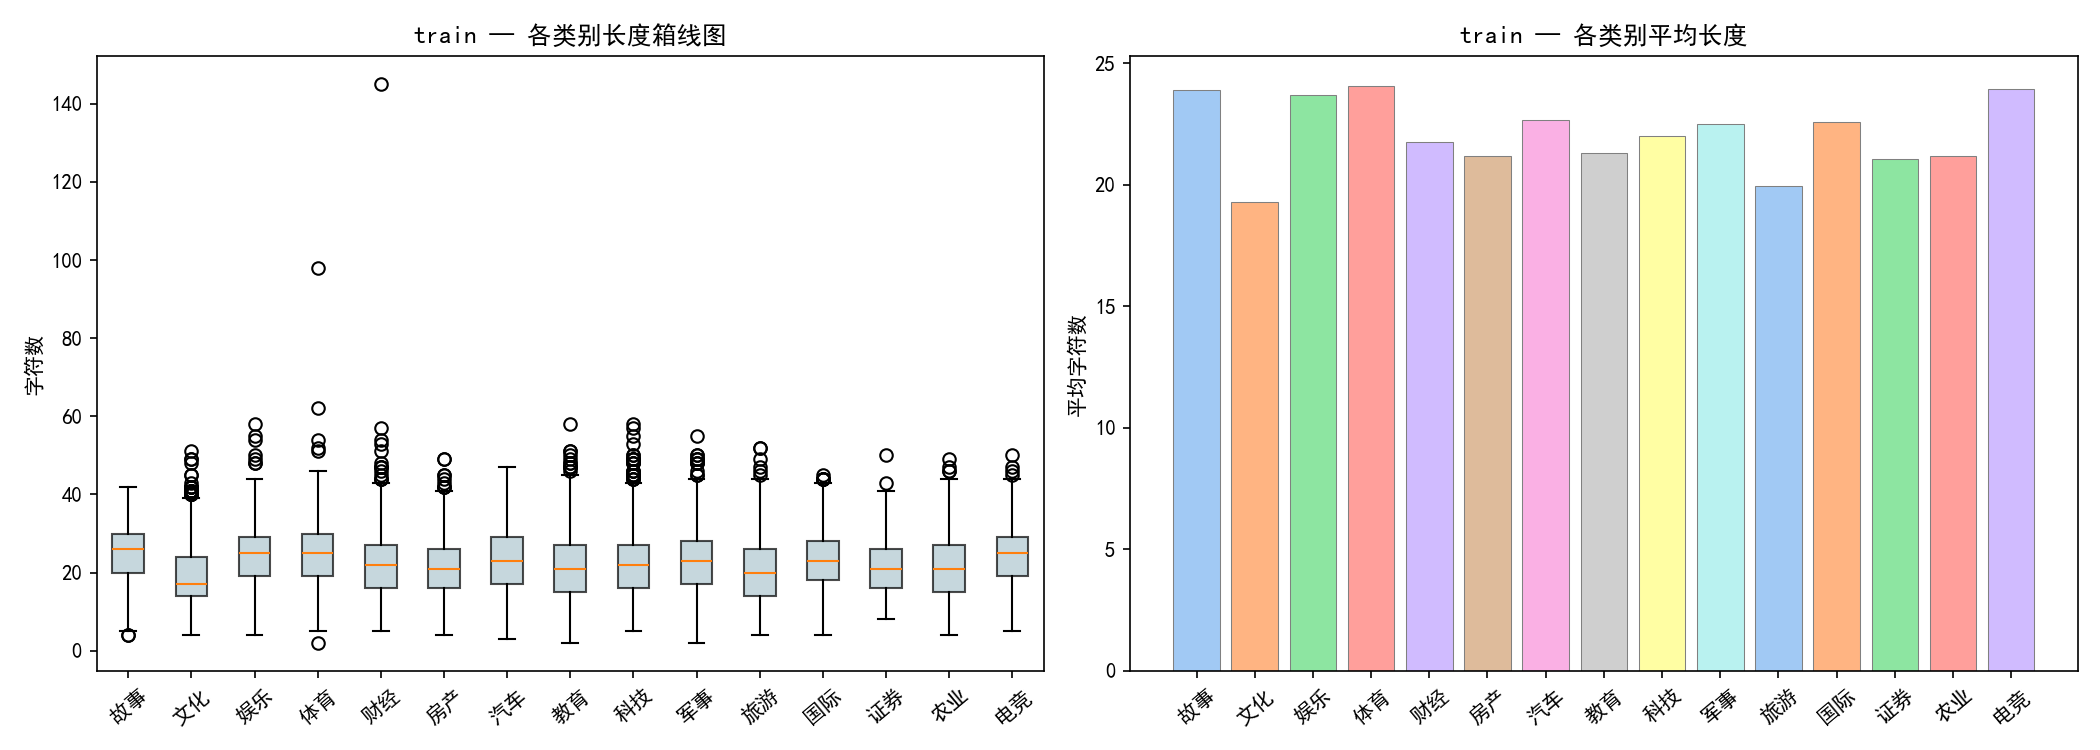 train — 各类别长度箱线图
字符数
140
120
100
80
60
40
20
0
故事 文化 娱乐 体育 财经 房产 汽车 教育 科技 军事 旅游 国际 证券 农业 电竞
train — 各类别平均长度
平均字符数
25
20
15
10
5
0
故事 文化 娱乐 体育 财经 房产 汽车 教育 科技 军事 旅游 国际 证券 农业 电竞